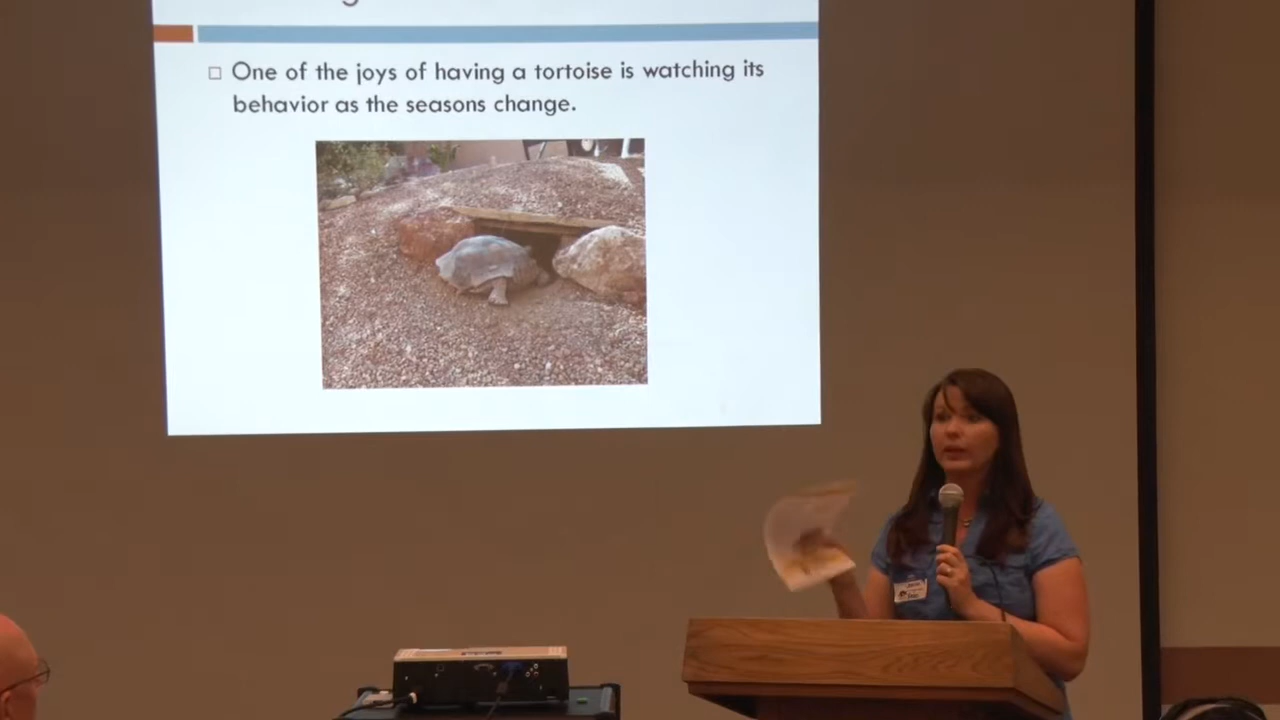 One of the joys of having a tortoise is watching its
behavior as the seasons change.